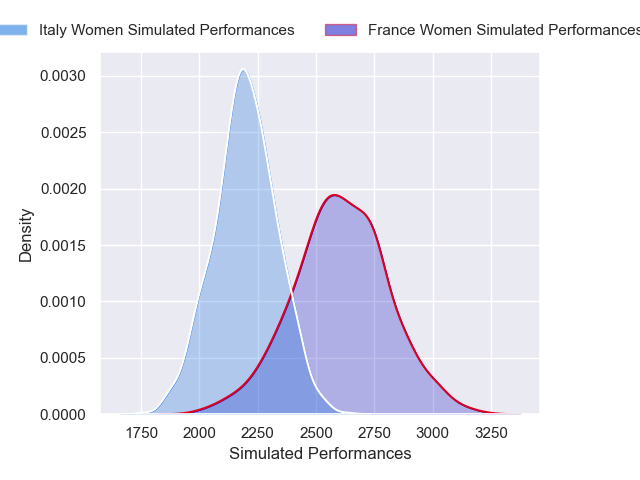 Italy Women Simulated Performances France Women Simulated Performances
0.0030
0.0025
0.0020
0.0015
0.0010
0.0005
0.0000
Density
1750 2000 2250 2500 2750 3000 3250
Simulated Performances